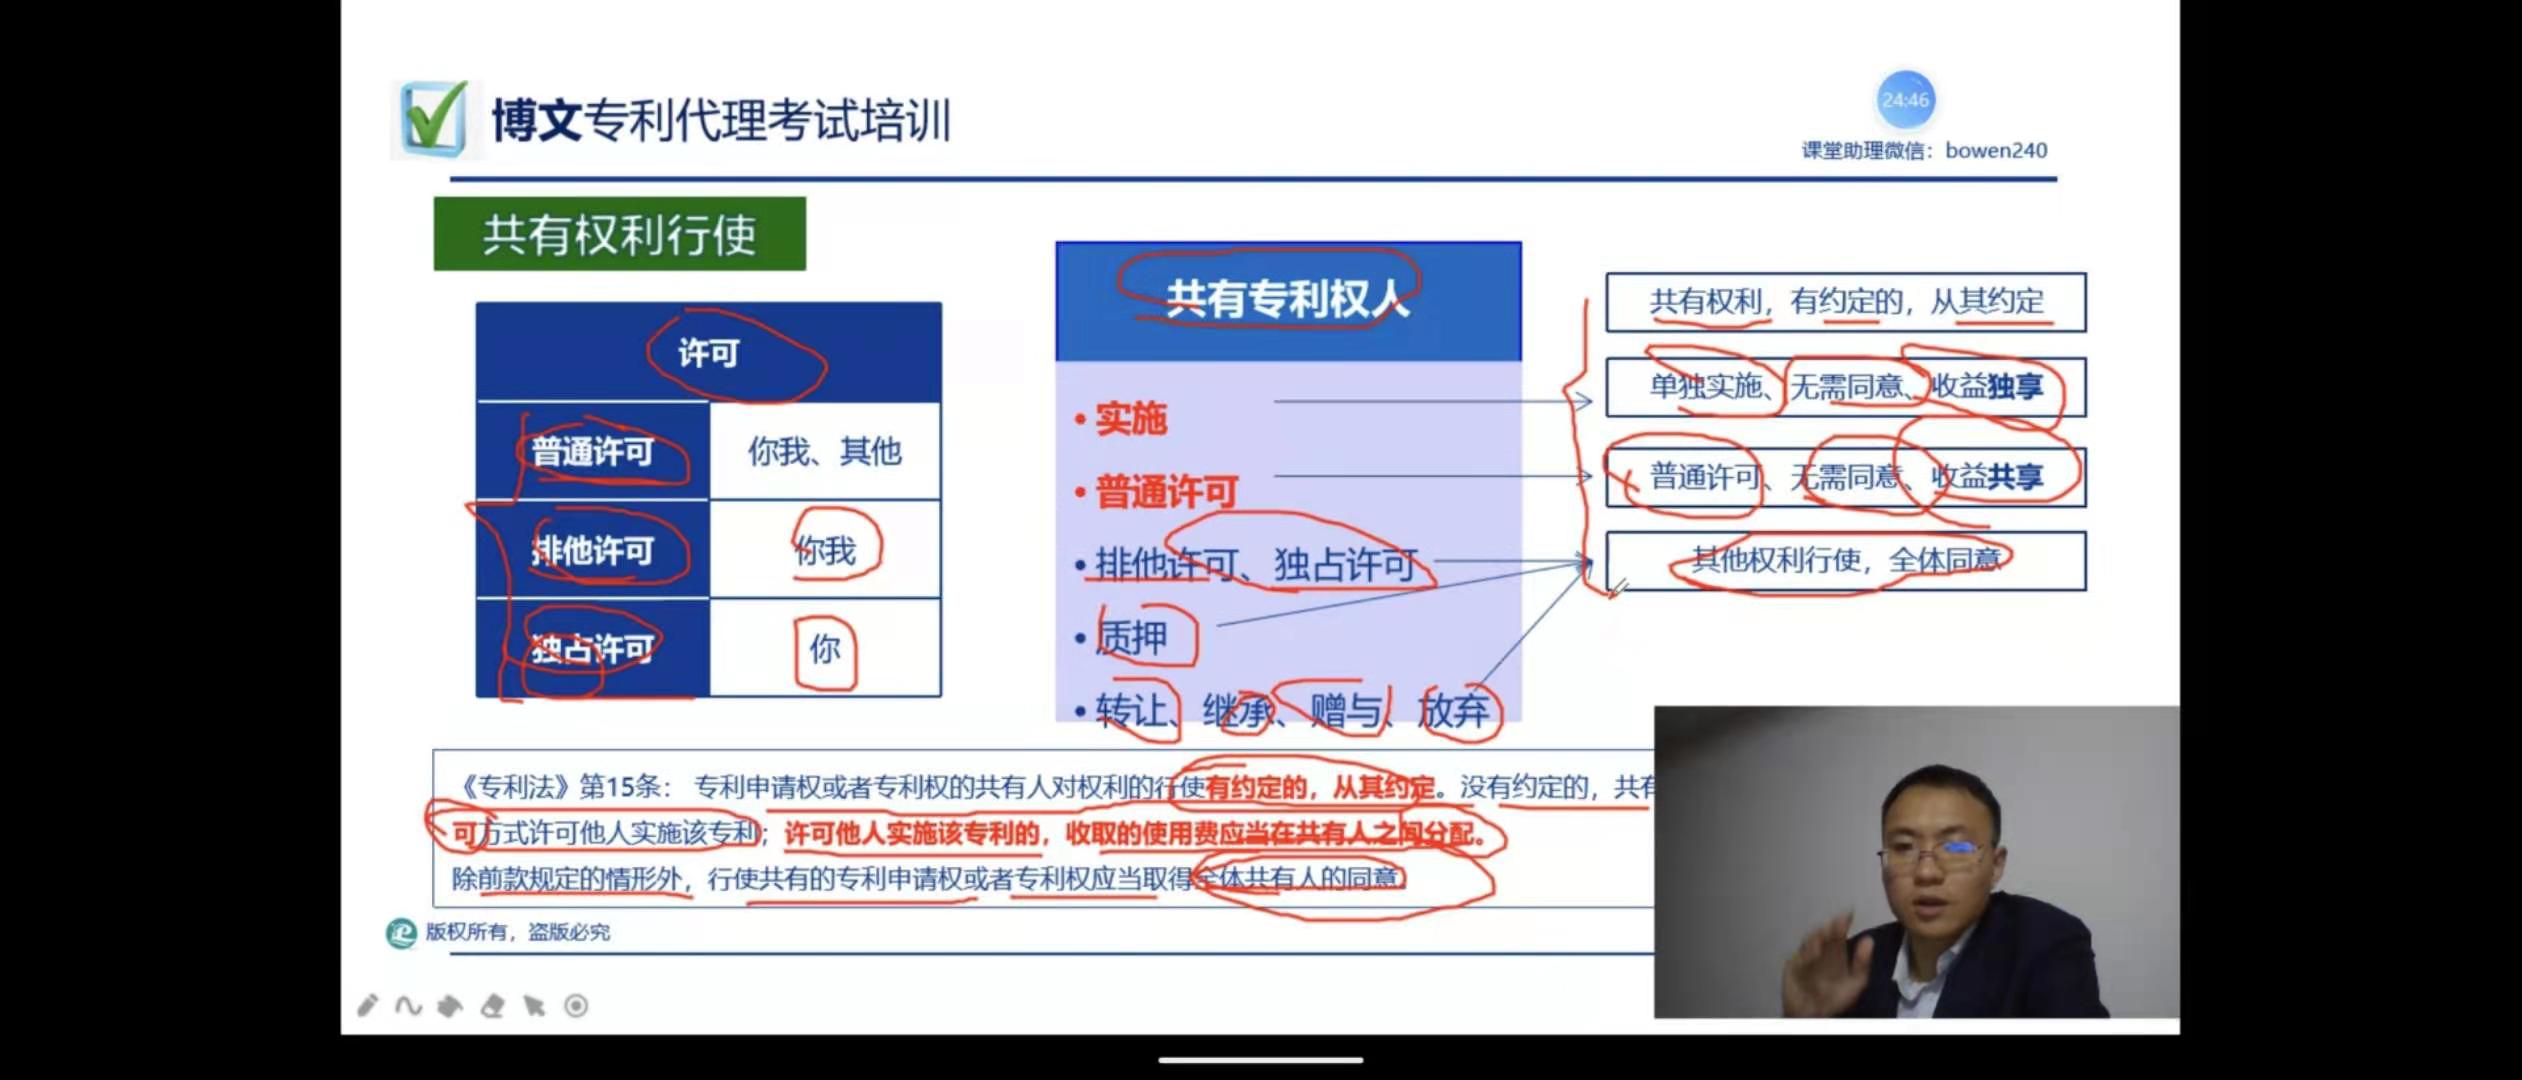 博文专利代理考试培训
24:46
课堂助理微信：bowen240
共有权利行使
许可
普通许可 你我、其他
排他许可 你我
独占许可 你
共有专利权人
• 实施
• 普通许可
• 排他许可、独占许可
• 质押
• 转让、继承、赠与、放弃
共有权利，有约定的，从其约定
单独实施、无需同意、收益独享
普通许可、无需同意、收益共享
其他权利行使，全体同意
《专利法》第15条： 专利申请权或者专利权的共有人对权利的行使有约定的，从其约定。没有约定的，共有
可方式许可他人实施该专利；许可他人实施该专利的，收取的使用费应当在共有人之间分配。
除前款规定的情形外，行使共有的专利申请权或者专利权应当取得全体共有人的同意。
版权所有，盗版必究